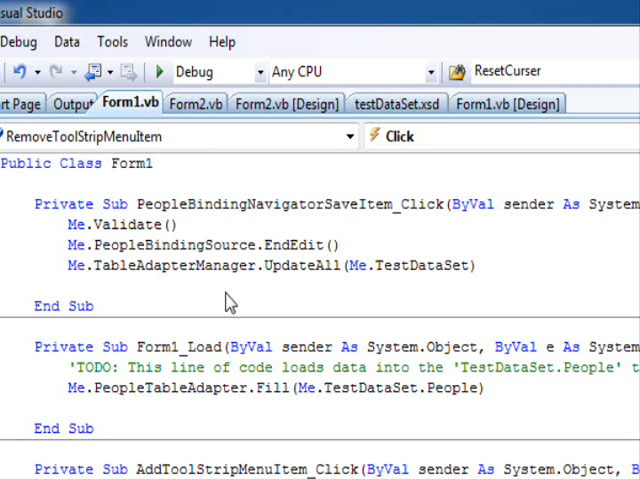 sual Studio
Debug Data Tools Window Help
Debug Any CPU ResetCurser
rt Page Output Form1.vb Form2.vb Form2.vb [Design] testDataSet.xsd Form1.vb [Design]
RemoveToolStripMenuItem Click
Public Class Form1
Private Sub PeopleBindingNavigatorSaveItem_Click(ByVal sender As System
Me.Validate()
Me.PeopleBindingSource.EndEdit()
Me.TableAdapterManager.UpdateAll(Me.TestDataSet)
End Sub
Private Sub Form1_Load(ByVal sender As System.Object, ByVal e As System
'TODO: This line of code loads data into the 'TestDataSet.People' t
Me.PeopleTableAdapter.Fill(Me.TestDataSet.People)
End Sub
Private Sub AddToolStripMenuItem_Click(ByVal sender As System.Object, B